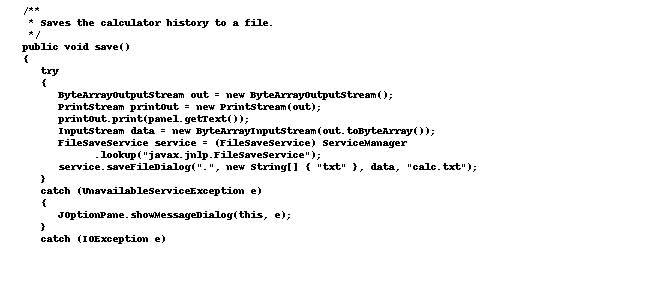 /**
 * Saves the calculator history to a file.
 */
public void save()
{
   try
   {
      ByteArrayOutputStream out = new ByteArrayOutputStream();
      PrintStream printOut = new PrintStream(out);
      printOut.print(panel.getText());
      InputStream data = new ByteArrayInputStream(out.toByteArray());
      FileSaveService service = (FileSaveService) ServiceManager
            .lookup("javax.jnlp.FileSaveService");
      service.saveFileDialog(".", new String[] { "txt" }, data, "calc.txt");
   }
   catch (UnavailableServiceException e)
   {
      JOptionPane.showMessageDialog(this, e);
   }
   catch (IOException e)